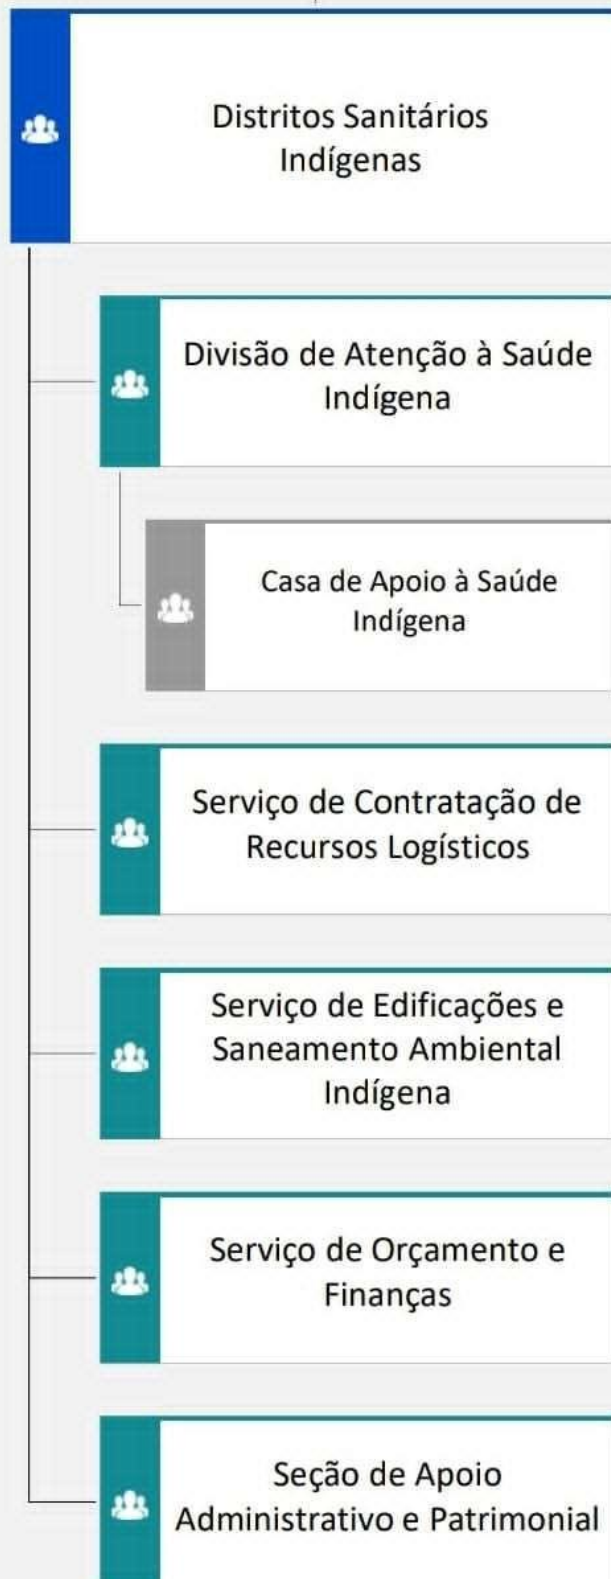 Distritos Sanitários
Indígenas
Divisão de Atenção à Saúde
Indígena
Casa de Apoio à Saúde
Indígena
Serviço de Contratação de
Recursos Logísticos
Serviço de Edificações e
Saneamento Ambiental
Indígena
Serviço de Orçamento e
Finanças
Seção de Apoio
Administrativo e Patrimonial